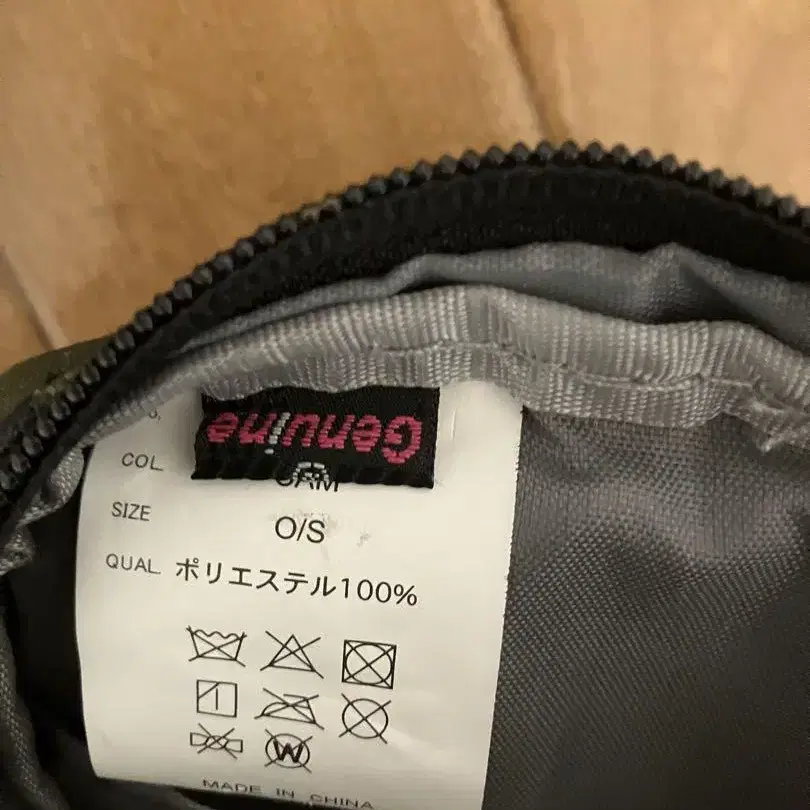 Genuine
COL.
SIZE O/S
QUAL. ポリエステル100%
W
MADE IN CHINA